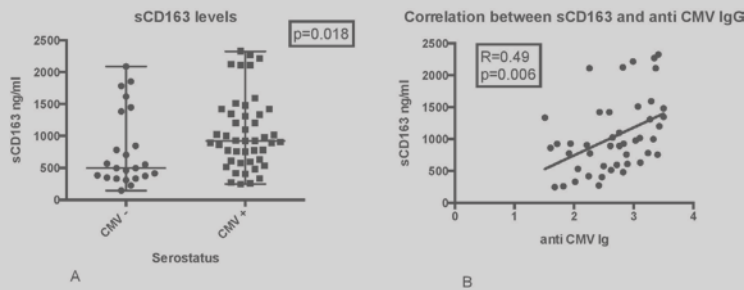 sCD163 levels
p=0.018
2500
2000
1500
1000
500
0
sCD163 ng/ml
CMV -
CMV +
Serostatus
A
Correlation between sCD163 and anti CMV IgG
R=0.49
p=0.006
2500
2000
1500
1000
500
0
sCD163 ng/ml
0
1
2
3
4
anti CMV Ig
B